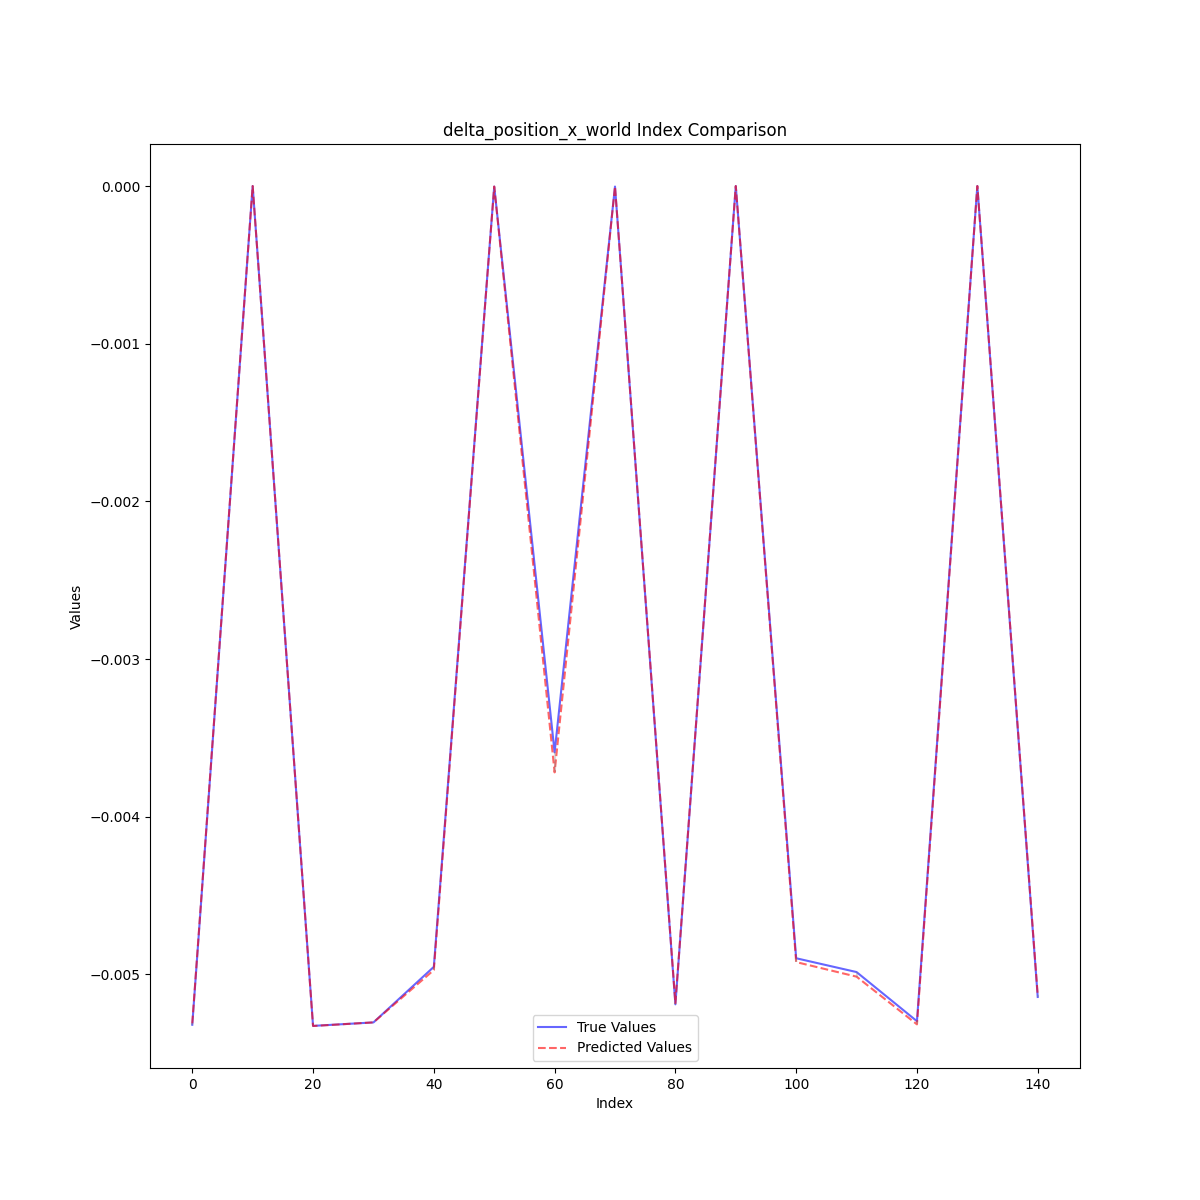 delta_position_x_world Index Comparison
0.000
−0.001
−0.002
−0.003
−0.004
−0.005
Values
True Values
Predicted Values
0 20 40 60 80 100 120 140
Index